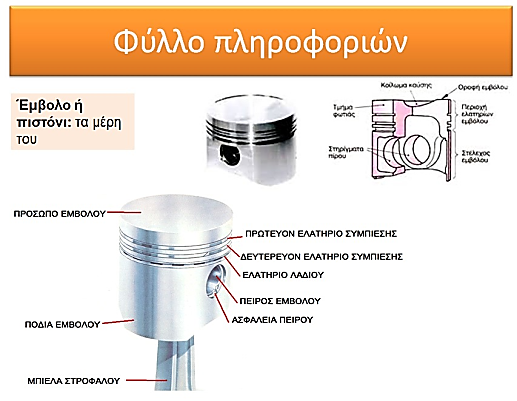 Φύλλο πληροφοριών
Έμβολο ή
πιστόνι: τα μέρη
του
Κοίλωμα καύσης
Οροφή εμβόλου
Τμήμα
φωτιάς
Περιοχή
ελατηρίων
εμβόλου
Στηρίγματα
πίρου
Στέλεχος
εμβόλου
ΠΡΟΣΩΠΟ ΕΜΒΟΛΟΥ
ΠΡΩΤΕΥΟΝ ΕΛΑΤΗΡΙΟ ΣΥΜΠΙΕΣΗΣ
ΔΕΥΤΕΡΕΥΟΝ ΕΛΑΤΗΡΙΟ ΣΥΜΠΙΕΣΗΣ
ΕΛΑΤΗΡΙΟ ΛΑΔΙΟΥ
ΠΕΙΡΟΣ ΕΜΒΟΛΟΥ
ΑΣΦΑΛΕΙΑ ΠΕΙΡΟΥ
ΠΟΔΙΑ ΕΜΒΟΛΟΥ
ΜΠΙΕΛΑ ΣΤΡΟΦΑΛΟΥ